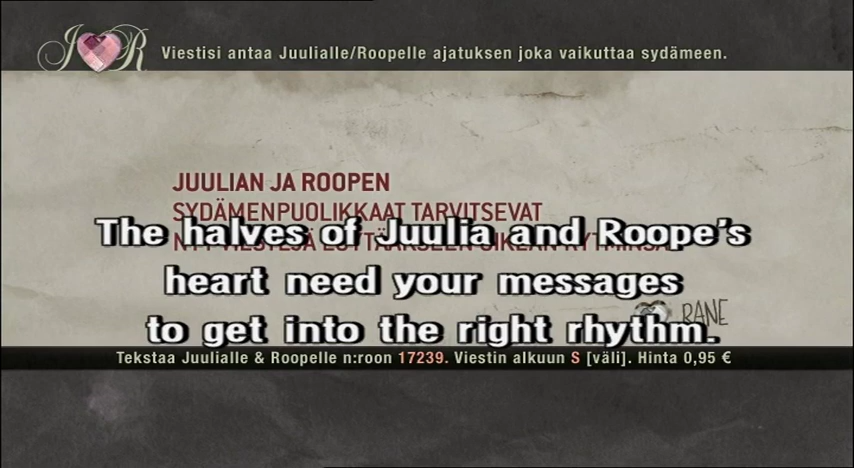 J R
Viestisi antaa Juulialle/Roopelle ajatuksen joka vaikuttaa sydämeen.
JUULIAN JA ROOPEN
SYDÄMENPUOLIKKAAT TARVITSEVAT
The halves of Juulia and Roope's
heart need your messages
RANE
to get into the right rhythm.
Tekstaa Juulialle & Roopelle n:roon 17239. Viestin alkuun S [väli]. Hinta 0,95 €